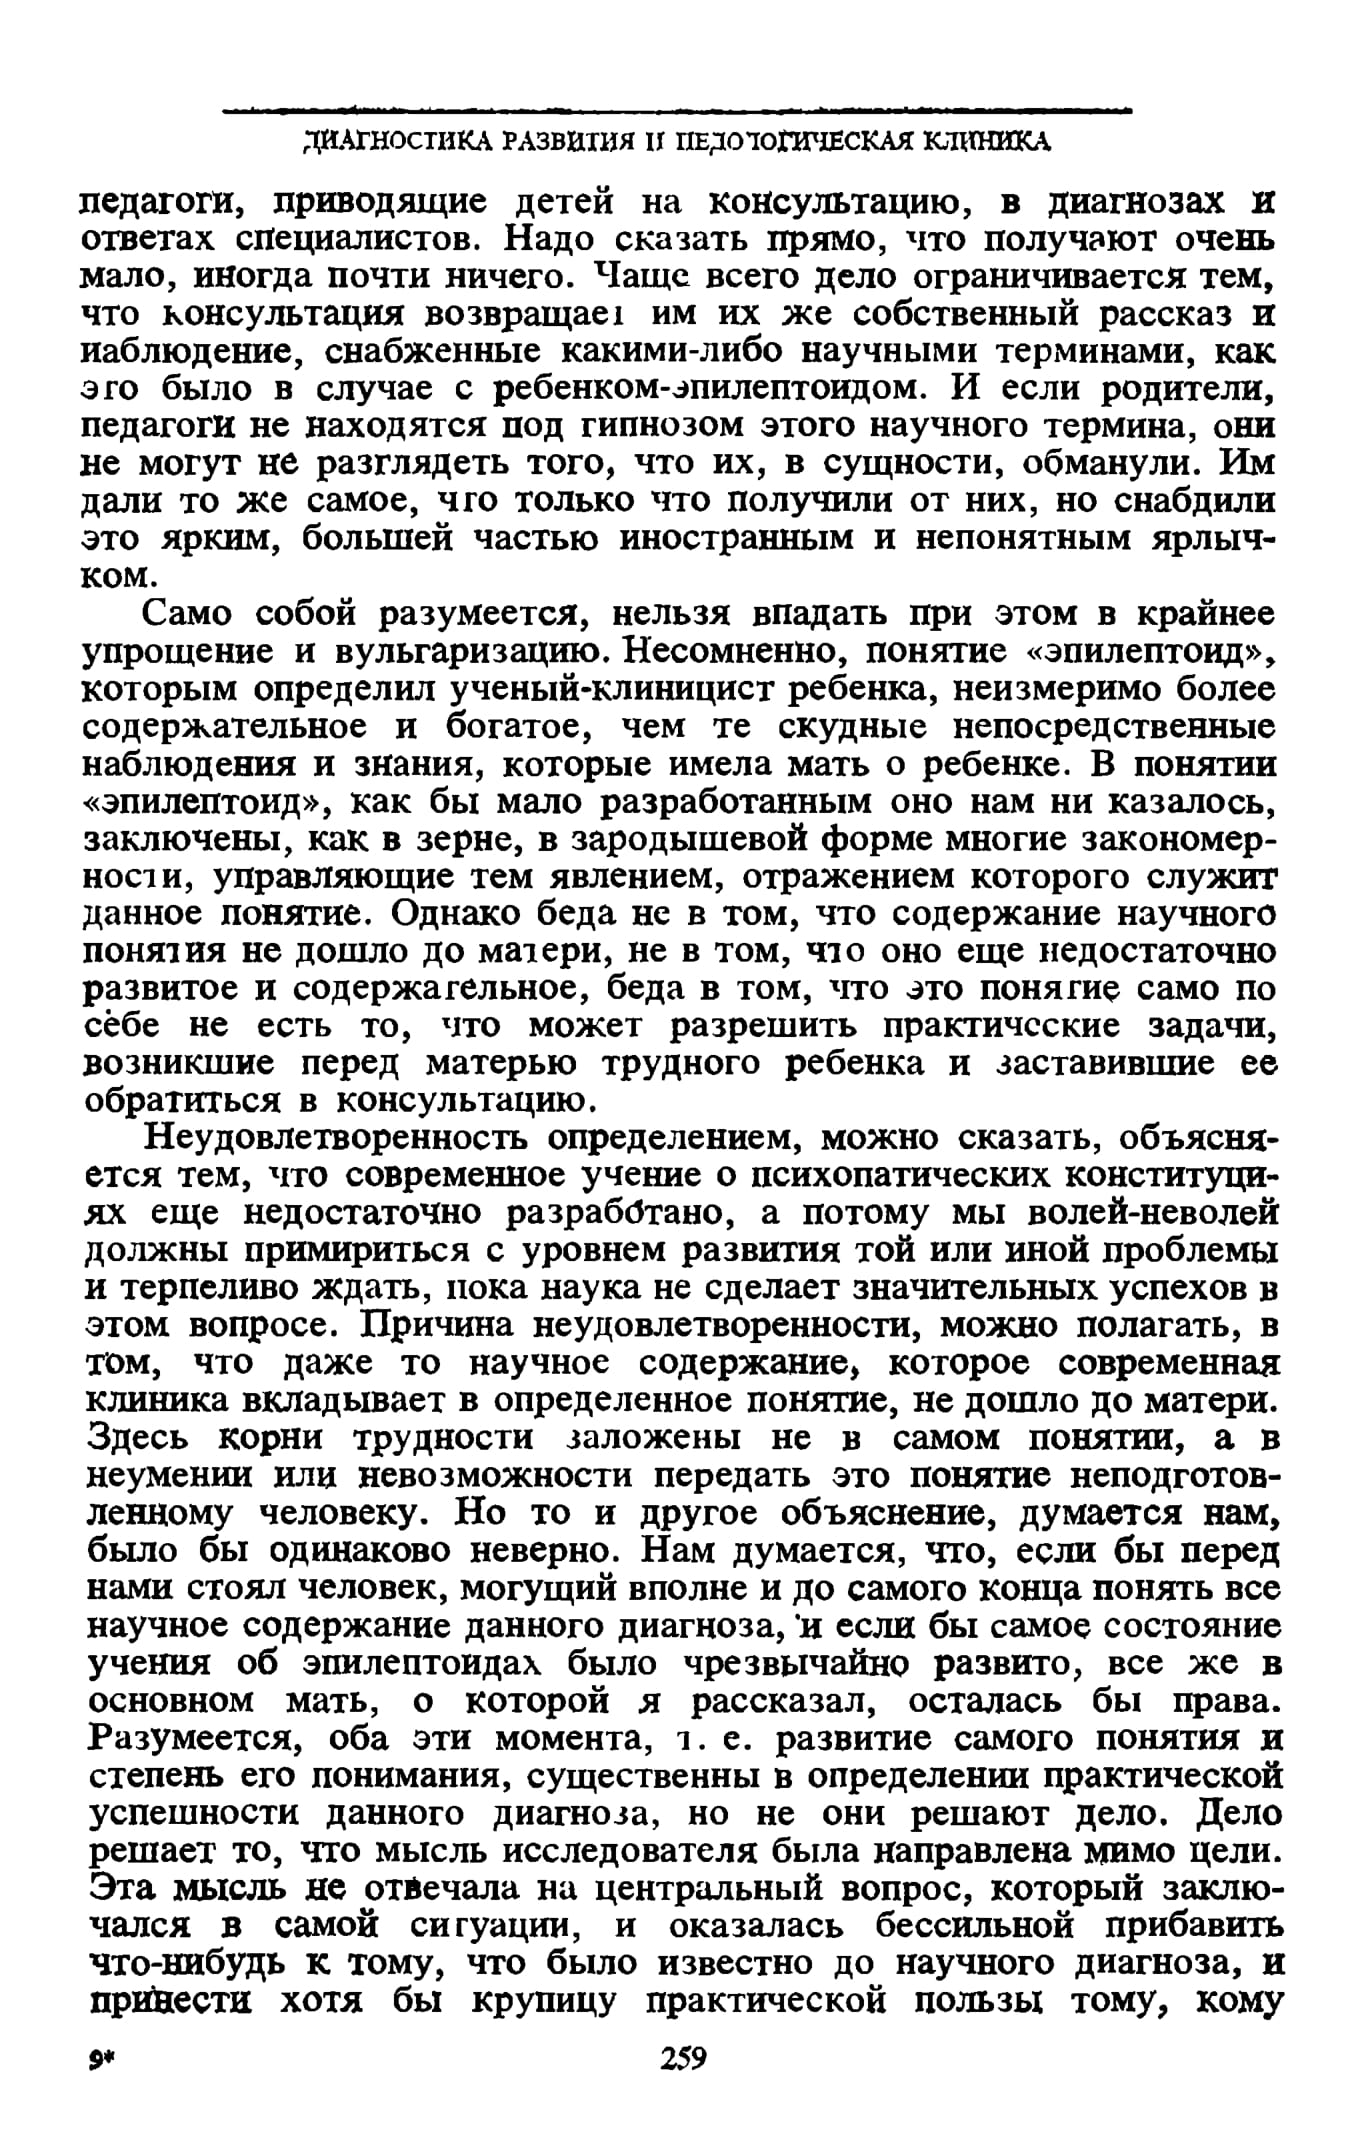 ДИАГНОСТИКА РАЗВИТИЯ И ПЕДОЛОГИЧЕСКАЯ КЛИНИКА
педагоги, приводящие детей на консультацию, в диагнозах и
ответах специалистов. Надо сказать прямо, что получают очень
мало, иногда почти ничего. Чаще всего дело ограничивается тем,
что консультация возвращает им их же собственный рассказ и
наблюдение, снабженные какими-либо научными терминами, как
это было в случае с ребенком-эпилептоидом. И если родители,
педагоги не находятся под гипнозом этого научного термина, они
не могут не разглядеть того, что их, в сущности, обманули. Им
дали то же самое, что только что получили от них, но снабдили
это ярким, большей частью иностранным и непонятным ярлыч-
ком.
Само собой разумеется, нельзя впадать при этом в крайнее
упрощение и вульгаризацию. Несомненно, понятие «эпилептоид»,
которым определил ученый-клиницист ребенка, неизмеримо более
содержательное и богатое, чем те скудные непосредственные
наблюдения и знания, которые имела мать о ребенке. В понятии
«эпилептоид», как бы мало разработанным оно нам ни казалось,
заключены, как в зерне, в зародышевой форме многие закономер-
ности, управляющие тем явлением, отражением которого служит
данное понятие. Однако беда не в том, что содержание научного
понятия не дошло до матери, не в том, что оно еще недостаточно
развитое и содержательное, беда в том, что это понятие само по
себе не есть то, что может разрешить практические задачи,
возникшие перед матерью трудного ребенка и заставившие ее
обратиться в консультацию.
Неудовлетворенность определением, можно сказать, объясня-
ется тем, что современное учение о психопатических конституци-
ях еще недостаточно разработано, а потому мы волей-неволей
должны примириться с уровнем развития той или иной проблемы
и терпеливо ждать, пока наука не сделает значительных успехов в
этом вопросе. Причина неудовлетворенности, можно полагать, в
том, что даже то научное содержание, которое современная
клиника вкладывает в определенное понятие, не дошло до матери.
Здесь корни трудности заложены не в самом понятии, а в
неумении или невозможности передать это понятие неподготов-
ленному человеку. Но то и другое объяснение, думается нам,
было бы одинаково неверно. Нам думается, что, если бы перед
нами стоял человек, могущий вполне и до самого конца понять все
научное содержание данного диагноза, и если бы самое состояние
учения об эпилептоидах было чрезвычайно развито, все же в
основном мать, о которой я рассказал, осталась бы права.
Разумеется, оба эти момента, т. е. развитие самого понятия и
степень его понимания, существенны в определении практической
успешности данного диагноза, но не они решают дело. Дело
решает то, что мысль исследователя была направлена мимо цели.
Эта мысль не отвечала на центральный вопрос, который заклю-
чался в самой ситуации, и оказалась бессильной прибавить
что-нибудь к тому, что было известно до научного диагноза, и
принести хотя бы крупицу практической пользы тому, кому
9*
259